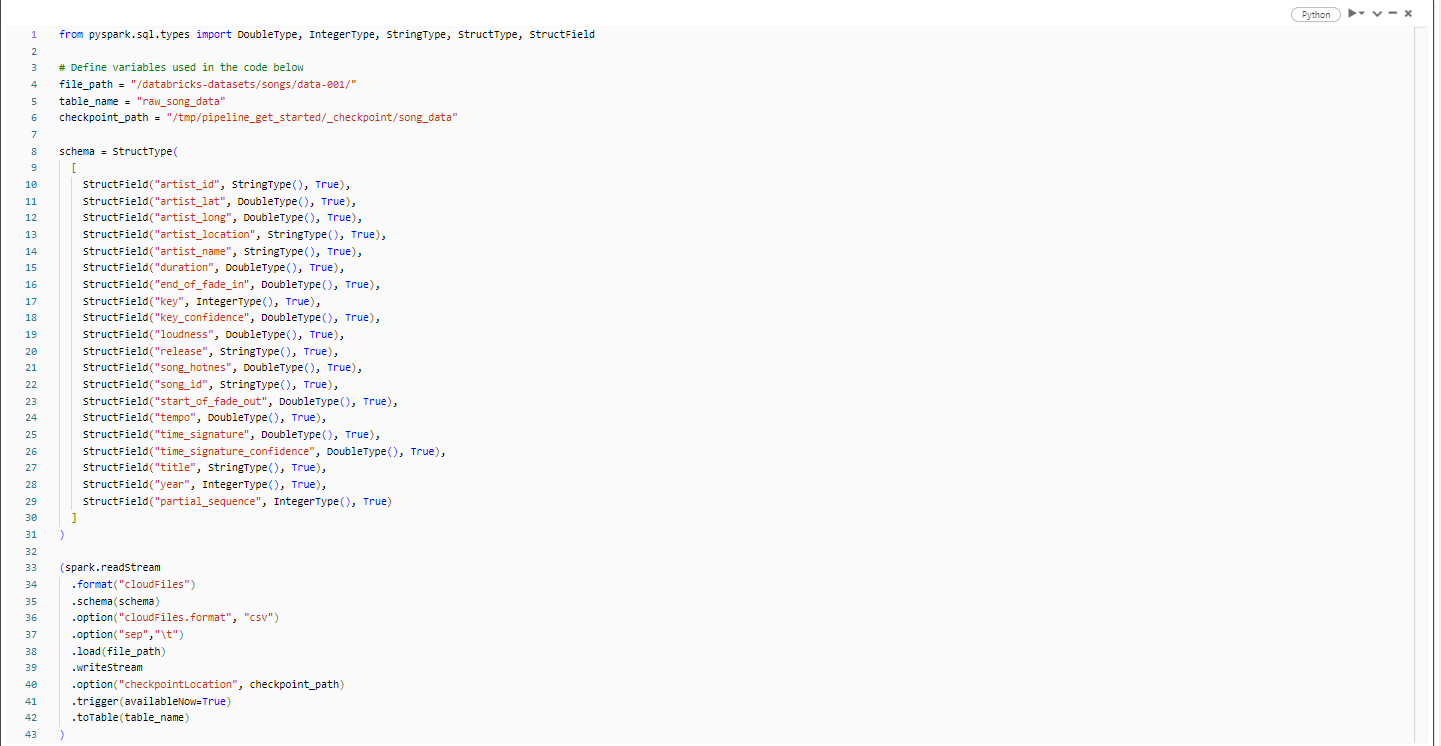 Python
1 from pyspark.sql.types import DoubleType, IntegerType, StringType, StructType, StructField
2
3 # Define variables used in the code below
4 file_path = "/databricks-datasets/songs/data-001/"
5 table_name = "raw_song_data"
6 checkpoint_path = "/tmp/pipeline_get_started/_checkpoint/song_data"
7
8 schema = StructType(
9   [
10     StructField("artist_id", StringType(), True),
11     StructField("artist_lat", DoubleType(), True),
12     StructField("artist_long", DoubleType(), True),
13     StructField("artist_location", StringType(), True),
14     StructField("artist_name", StringType(), True),
15     StructField("duration", DoubleType(), True),
16     StructField("end_of_fade_in", DoubleType(), True),
17     StructField("key", IntegerType(), True),
18     StructField("key_confidence", DoubleType(), True),
19     StructField("loudness", DoubleType(), True),
20     StructField("release", StringType(), True),
21     StructField("song_hotnes", DoubleType(), True),
22     StructField("song_id", StringType(), True),
23     StructField("start_of_fade_out", DoubleType(), True),
24     StructField("tempo", DoubleType(), True),
25     StructField("time_signature", DoubleType(), True),
26     StructField("time_signature_confidence", DoubleType(), True),
27     StructField("title", StringType(), True),
28     StructField("year", IntegerType(), True),
29     StructField("partial_sequence", IntegerType(), True)
30   ]
31 )
32
33 (spark.readStream
34   .format("cloudFiles")
35   .schema(schema)
36   .option("cloudFiles.format", "csv")
37   .option("sep","\t")
38   .load(file_path)
39   .writeStream
40   .option("checkpointLocation", checkpoint_path)
41   .trigger(availableNow=True)
42   .toTable(table_name)
43 )